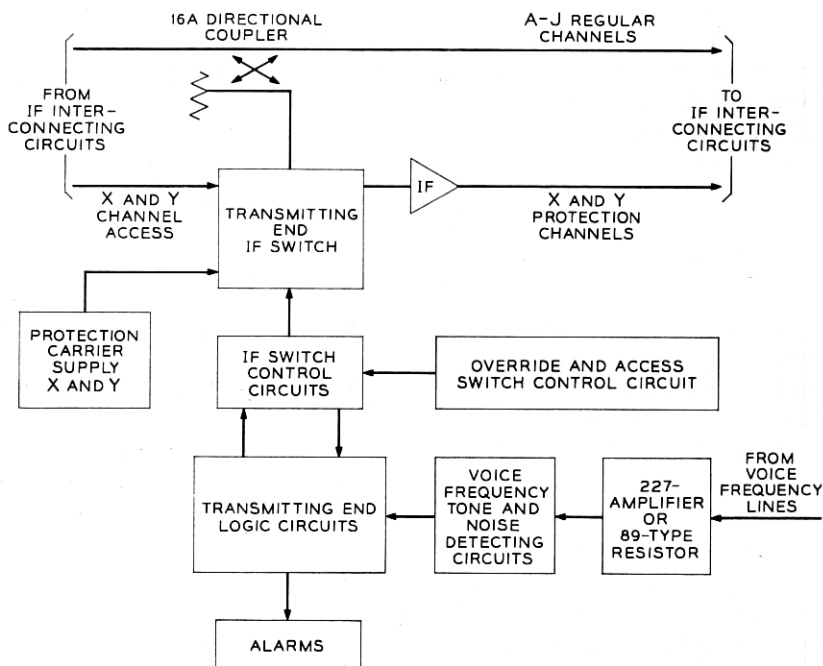 16A DIRECTIONAL
COUPLER
A-J REGULAR
CHANNELS
FROM
IF INTER-
CONNECTING
CIRCUITS
TO
IF INTER-
CONNECTING
CIRCUITS
X AND Y
CHANNEL
ACCESS
TRANSMITTING
END
IF SWITCH
IF
X AND Y
PROTECTION
CHANNELS
PROTECTION
CARRIER
SUPPLY
X AND Y
IF SWITCH
CONTROL
CIRCUITS
OVERRIDE AND ACCESS
SWITCH CONTROL CIRCUIT
TRANSMITTING END
LOGIC CIRCUITS
VOICE
FREQUENCY
TONE AND
NOISE
DETECTING
CIRCUITS
227-
AMPLIFIER
OR
89-TYPE
RESISTOR
FROM
VOICE
FREQUENCY
LINES
ALARMS